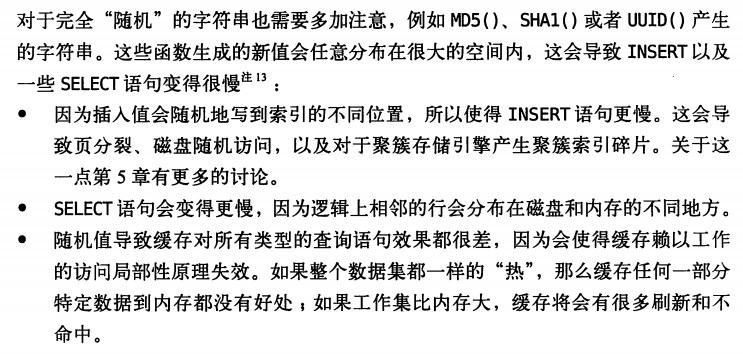 对于完全“随机”的字符串也需要多加注意，例如 MD5()、SHA1() 或者 UUID() 产生
的字符串。这些函数生成的新值会任意分布在很大的空间内，这会导致 INSERT 以及
一些 SELECT 语句变得很慢注 13：
● 因为插入值会随机地写到索引的不同位置，所以使得 INSERT 语句更慢。这会导
致页分裂、磁盘随机访问，以及对于聚簇存储引擎产生聚簇索引碎片。关于这
一点第 5 章有更多的讨论。
● SELECT 语句会变得更慢，因为逻辑上相邻的行会分布在磁盘和内存的不同地方。
● 随机值导致缓存对所有类型的查询语句效果都很差，因为会使得缓存赖以工作
的访问局部性原理失效。如果整个数据集都一样的“热”，那么缓存任何一部分
特定数据到内存都没有好处；如果工作集比内存大，缓存将会有很多刷新和不
命中。